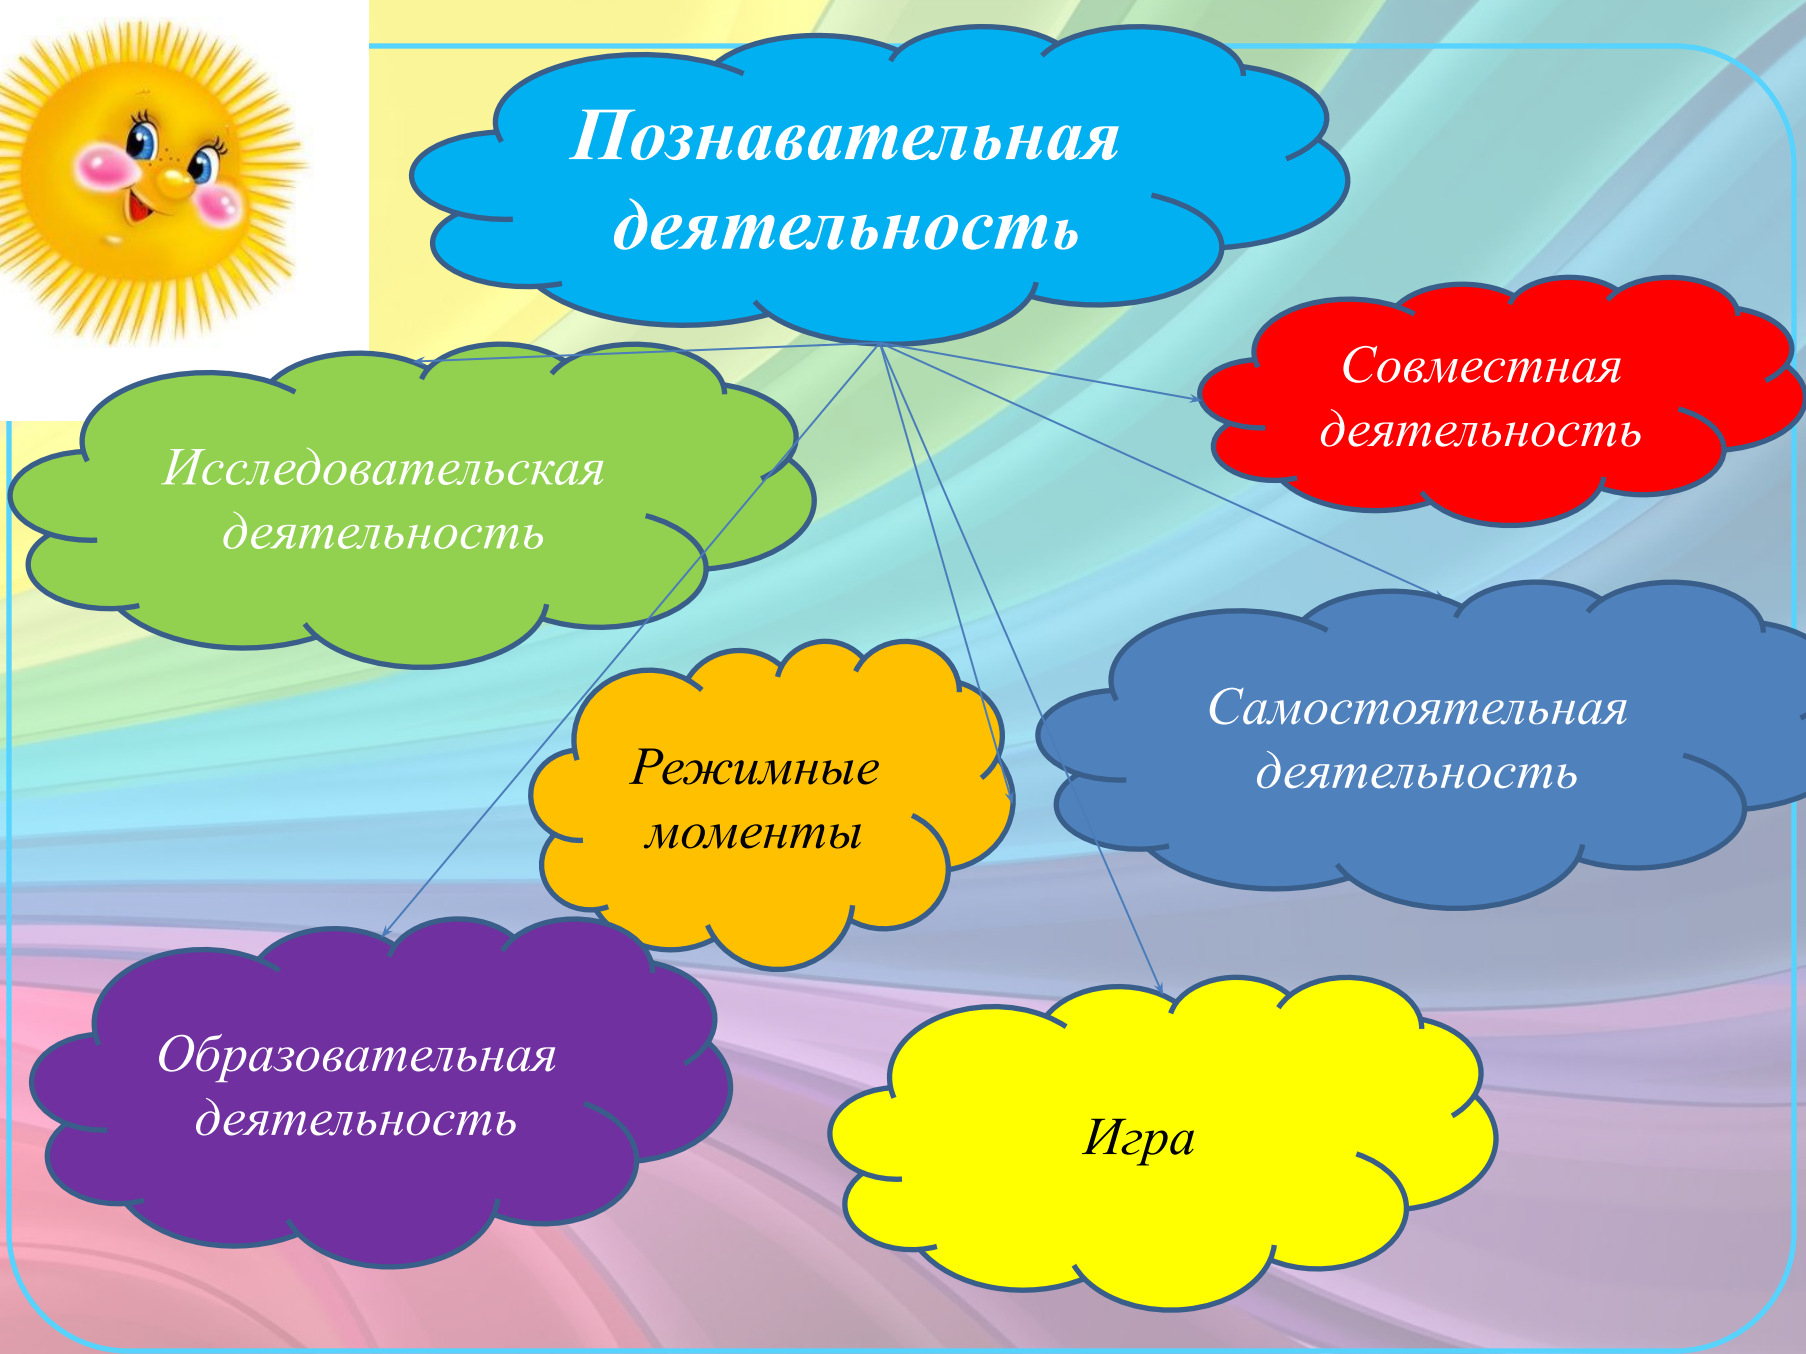 Познавательная
деятельность
Совместная
деятельность
Исследовательская
деятельность
Самостоятельная
деятельность
Режимные
моменты
Образовательная
деятельность
Игра